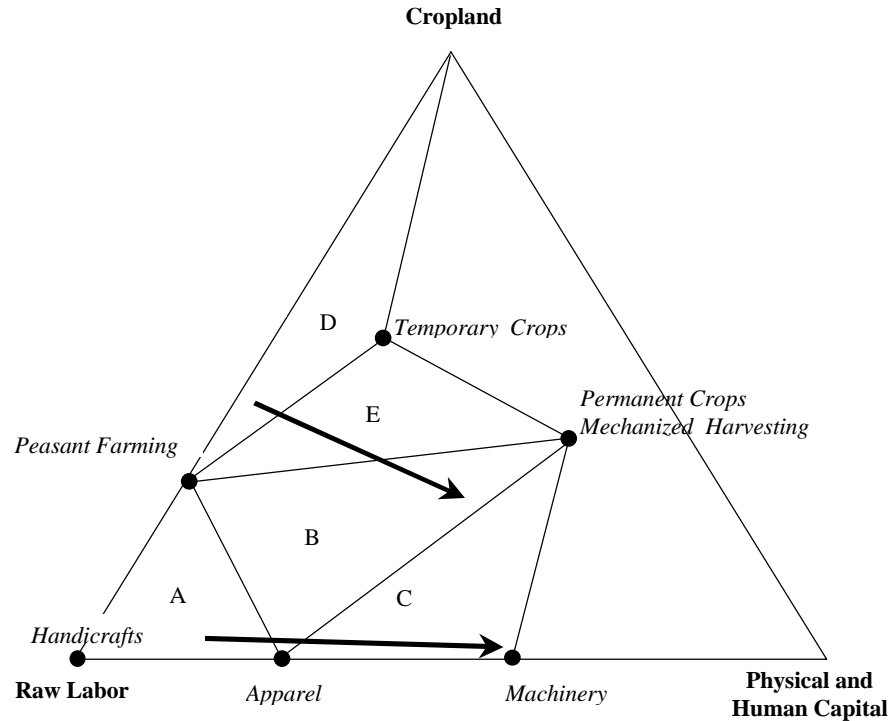 Cropland
D
Temporary Crops
Permanent Crops
E
Mechanized Harvesting
Peasant Farming
B
A
C
Handicrafts
Raw Labor
Apparel
Machinery
Physical and
Human Capital